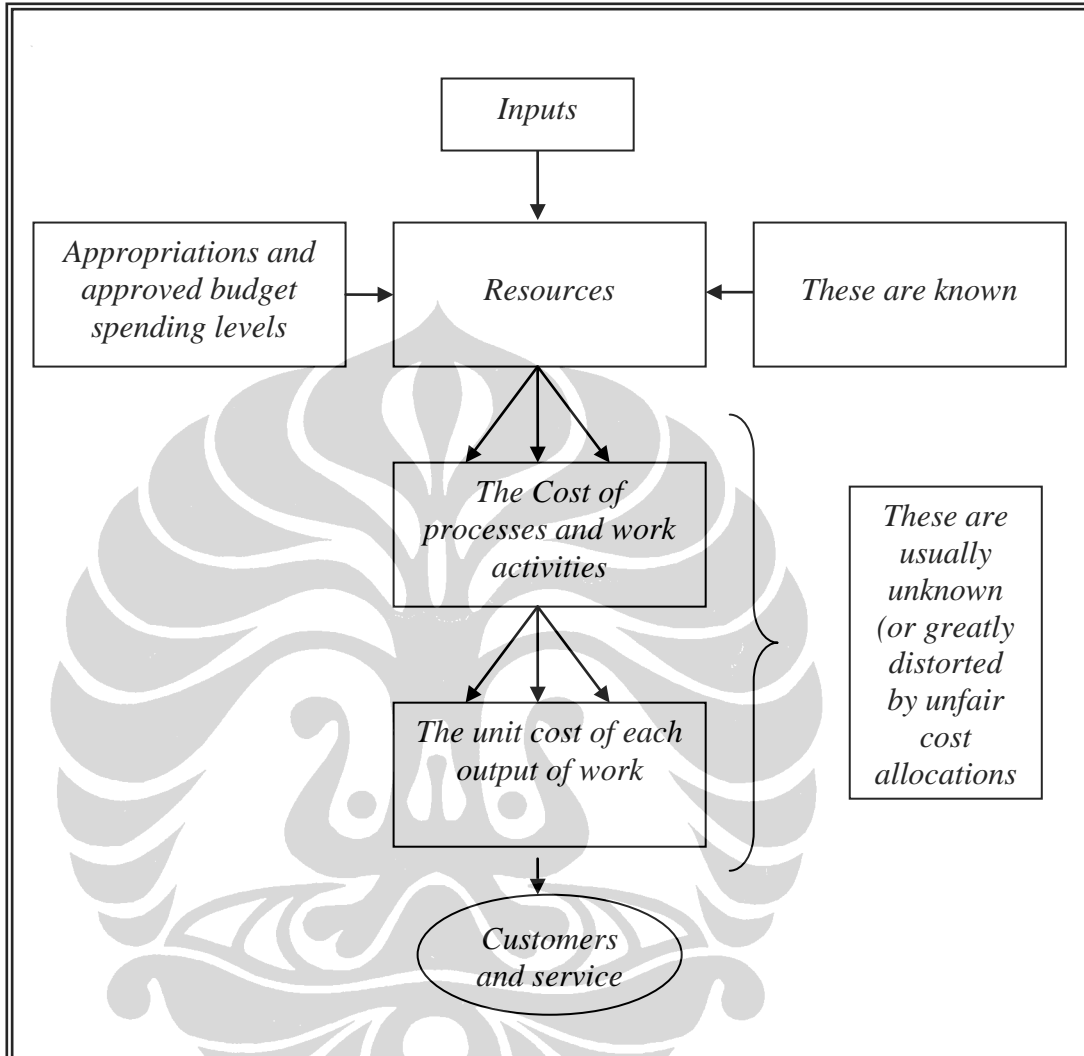 Inputs
Appropriations and
approved budget
spending levels
Resources
These are known
The Cost of
processes and work
activities
These are
usually
unknown
(or greatly
distorted
by unfair
cost
allocations
The unit cost of each
output of work
Customers
and service